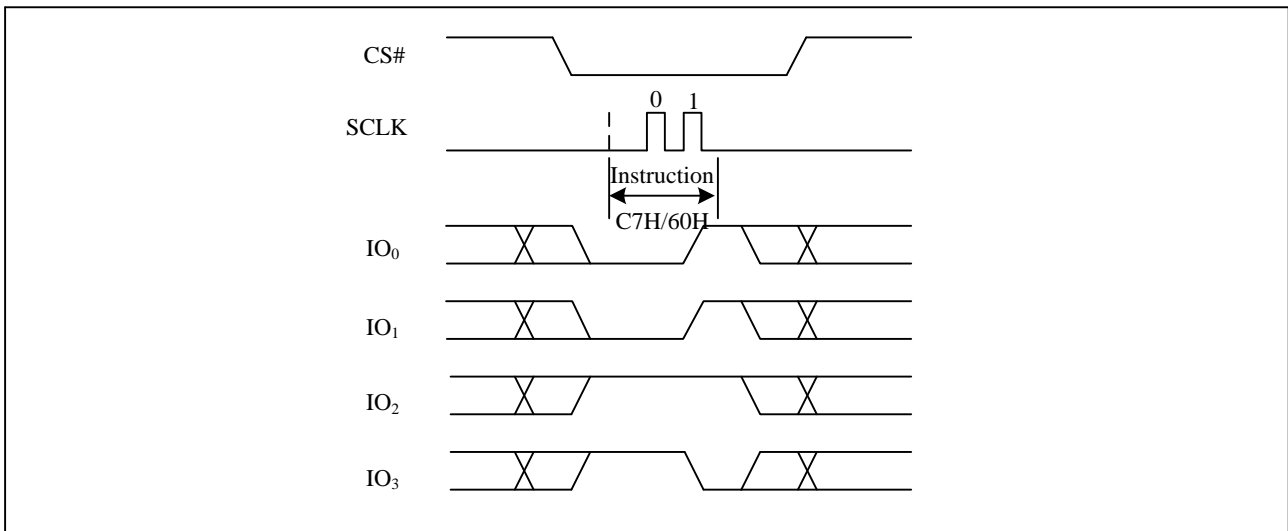 CS#
0 1
SCLK
Instruction
C7H/60H
IO₀
IO₁
IO₂
IO₃